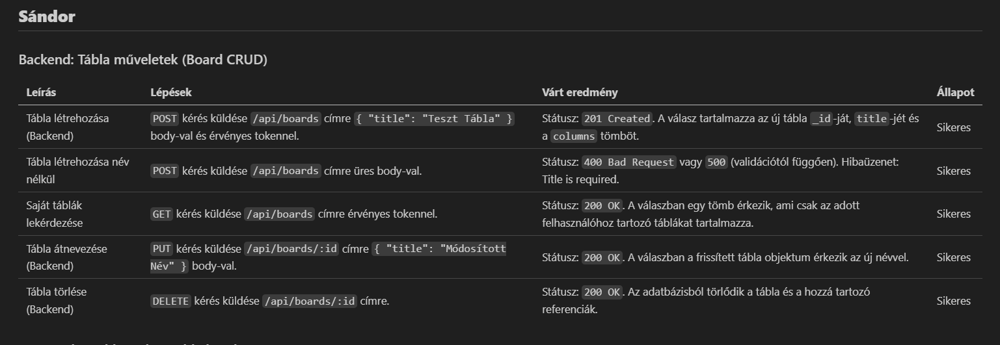 Sándor
Backend: Tábla műveletek (Board CRUD)
Leírás Lépések Várt eredmény Állapot
Tábla létrehozása
(Backend)
POST kérés küldése /api/boards címre { "title": "Teszt Tábla" }
body-val és érvényes tokennel.
Státusz: 201 Created. A válasz tartalmazza az új tábla _id-ját, title-jét és
a columns tömböt.
Sikeres
Tábla létrehozása név
nélkül
POST kérés küldése /api/boards címre üres body-val.
Státusz: 400 Bad Request vagy 500 (validációtól függően). Hibaüzenet:
Title is required.
Sikeres
Saját táblák
lekérdezése
GET kérés küldése /api/boards címre érvényes tokennel.
Státusz: 200 OK. A válaszban egy tömb érkezik, ami csak az adott
felhasználóhoz tartozó táblákat tartalmazza.
Sikeres
Tábla átnevezése
(Backend)
PUT kérés küldése /api/boards/:id címre { "title": "Módosított
Név" } body-val.
Státusz: 200 OK. A válaszban a frissített tábla objektum érkezik az új névvel.
Sikeres
Tábla törlése
(Backend)
DELETE kérés küldése /api/boards/:id címre.
Státusz: 200 OK. Az adatbázisból törlődik a tábla és a hozzá tartozó
referenciák.
Sikeres